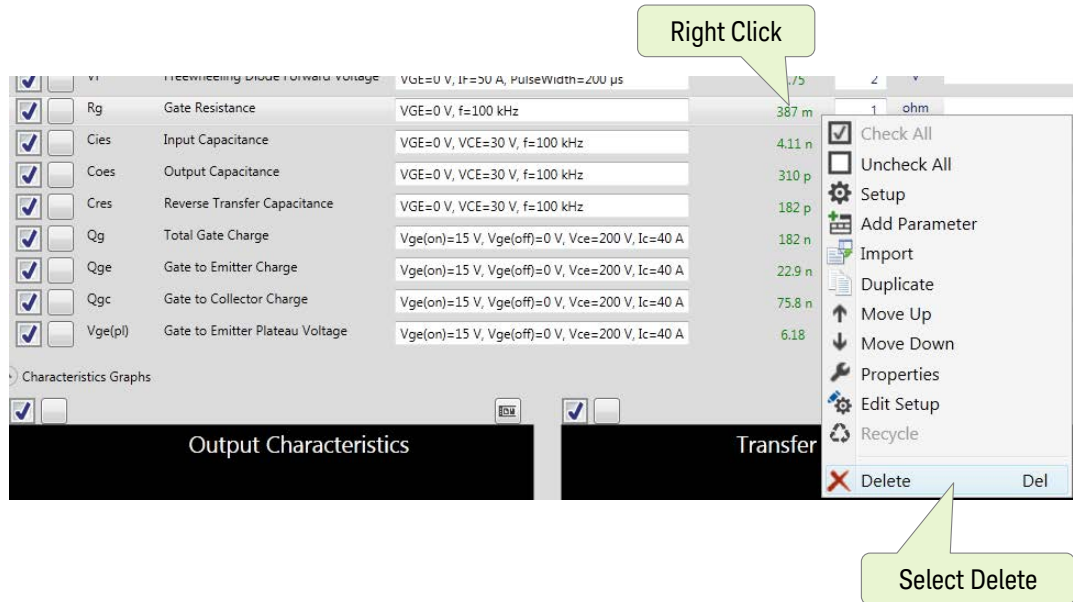 Right Click
Freewheeling Diode Forward Voltage VGE=0 V, IF=50 A, PulseWidth=200 µs 2 V
Rg Gate Resistance VGE=0 V, f=100 kHz 387 m 1 ohm
Cies Input Capacitance VGE=0 V, VCE=30 V, f=100 kHz 4.11 n
Coes Output Capacitance VGE=0 V, VCE=30 V, f=100 kHz 310 p
Cres Reverse Transfer Capacitance VGE=0 V, VCE=30 V, f=100 kHz 182 p
Qg Total Gate Charge Vge(on)=15 V, Vge(off)=0 V, Vce=200 V, Ic=40 A 182 n
Qge Gate to Emitter Charge Vge(on)=15 V, Vge(off)=0 V, Vce=200 V, Ic=40 A 22.9 n
Qgc Gate to Collector Charge Vge(on)=15 V, Vge(off)=0 V, Vce=200 V, Ic=40 A 75.8 n
Vge(pl) Gate to Emitter Plateau Voltage Vge(on)=15 V, Vge(off)=0 V, Vce=200 V, Ic=40 A 6.18
Check All
Uncheck All
Setup
Add Parameter
Import
Duplicate
Move Up
Move Down
Properties
Edit Setup
Recycle
Delete Del
Characteristics Graphs
Output Characteristics
Transfer
Select Delete